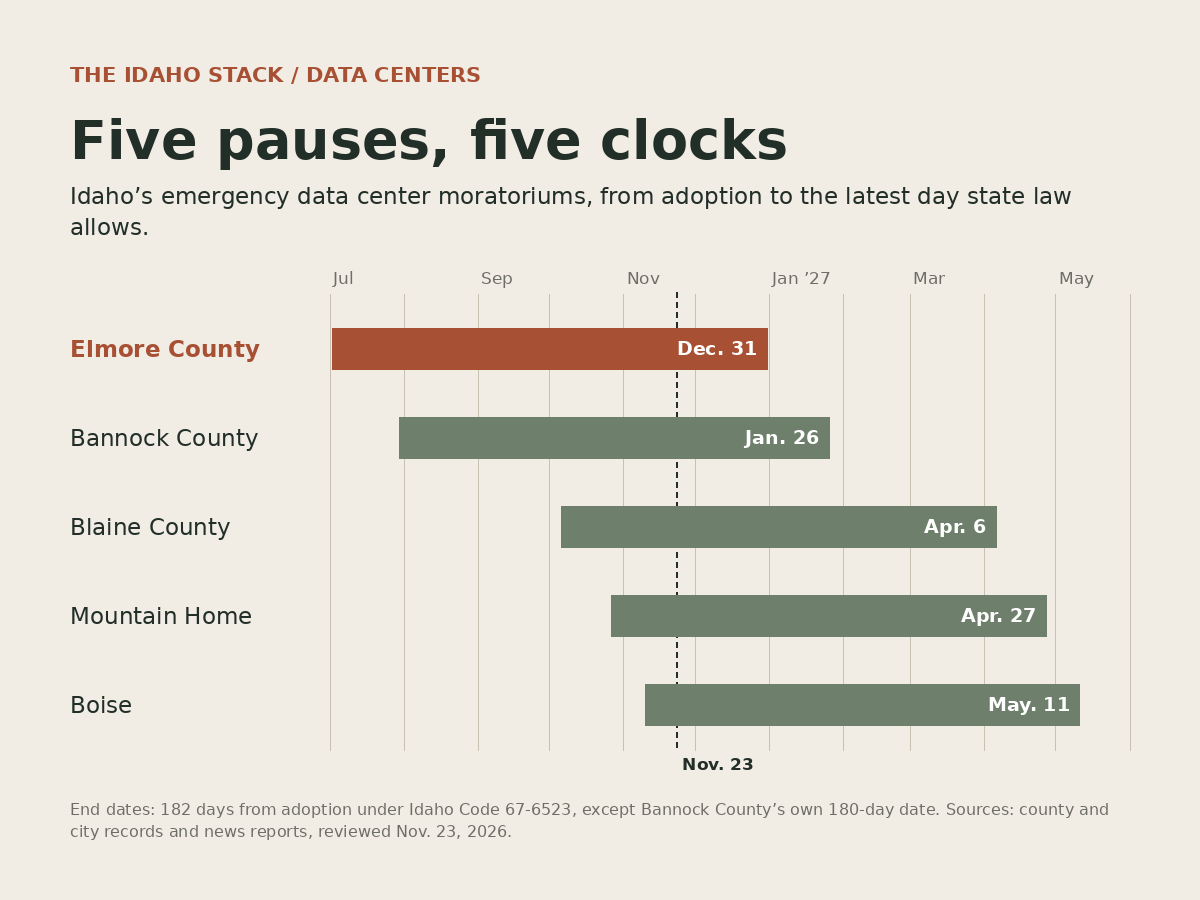 THE IDAHO STACK / DATA CENTERS
Five pauses, five clocks
Idaho’s emergency data center moratoriums, from adoption to the latest day state law
allows.
Jul Sep Nov Jan ’27 Mar May
Elmore County Dec. 31
Bannock County Jan. 26
Blaine County Apr. 6
Mountain Home Apr. 27
Boise May. 11
Nov. 23
End dates: 182 days from adoption under Idaho Code 67-6523, except Bannock County’s own 180-day date. Sources: county and
city records and news reports, reviewed Nov. 23, 2026.